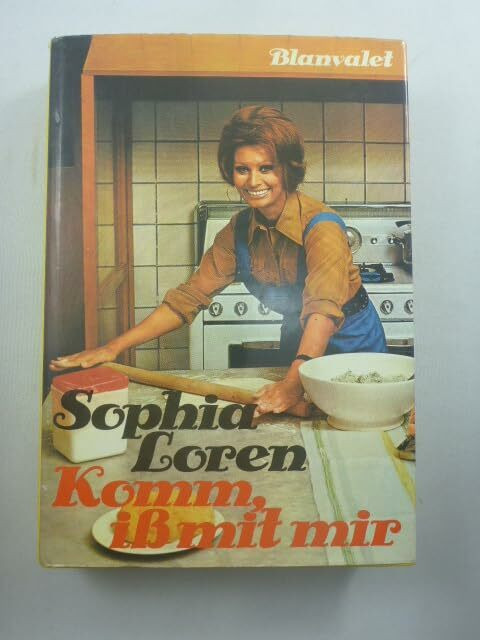 Blanvalet
Sophia
Loren
Komm,
iß mit mir